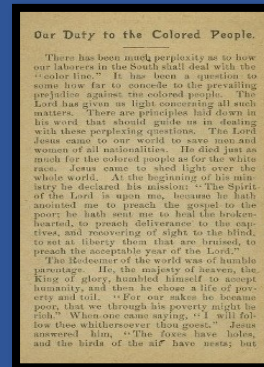 Our Duty to the Colored People.
There has been much perplexity as to how
our laborers in the South shall deal with the
"color line." It has been a question to
some how far to concede to the prevailing
prejudice against the colored people. The
Lord has given us light concerning all such
matters. There are principles laid down in
his word that should guide us in dealing
with these perplexing questions. The Lord
Jesus came to our world to save men and
women of all nationalities. He died just as
much for the colored people as for the white
race. Jesus came to shed light over the
whole world. At the beginning of his min-
istry he declared his mission: "The Spirit
of the Lord is upon me, because he hath
anointed me to preach the gospel to the
poor; he hath sent me to heal the broken-
hearted, to preach deliverance to the cap-
tives, and recovering of sight to the blind,
to set at liberty them that are bruised, to
preach the acceptable year of the Lord."
The Redeemer of the world was of humble
parentage. He, the majesty of heaven, the
King of glory, humbled himself to accept
humanity, and then he chose a life of pov-
erty and toil. "For our sakes he became
poor, that we through his poverty might be
rich." When one came saying, "I will fol-
low thee whithersoever thou goest." Jesus
answered him, "The foxes have holes,
and the birds of the air have nests; but